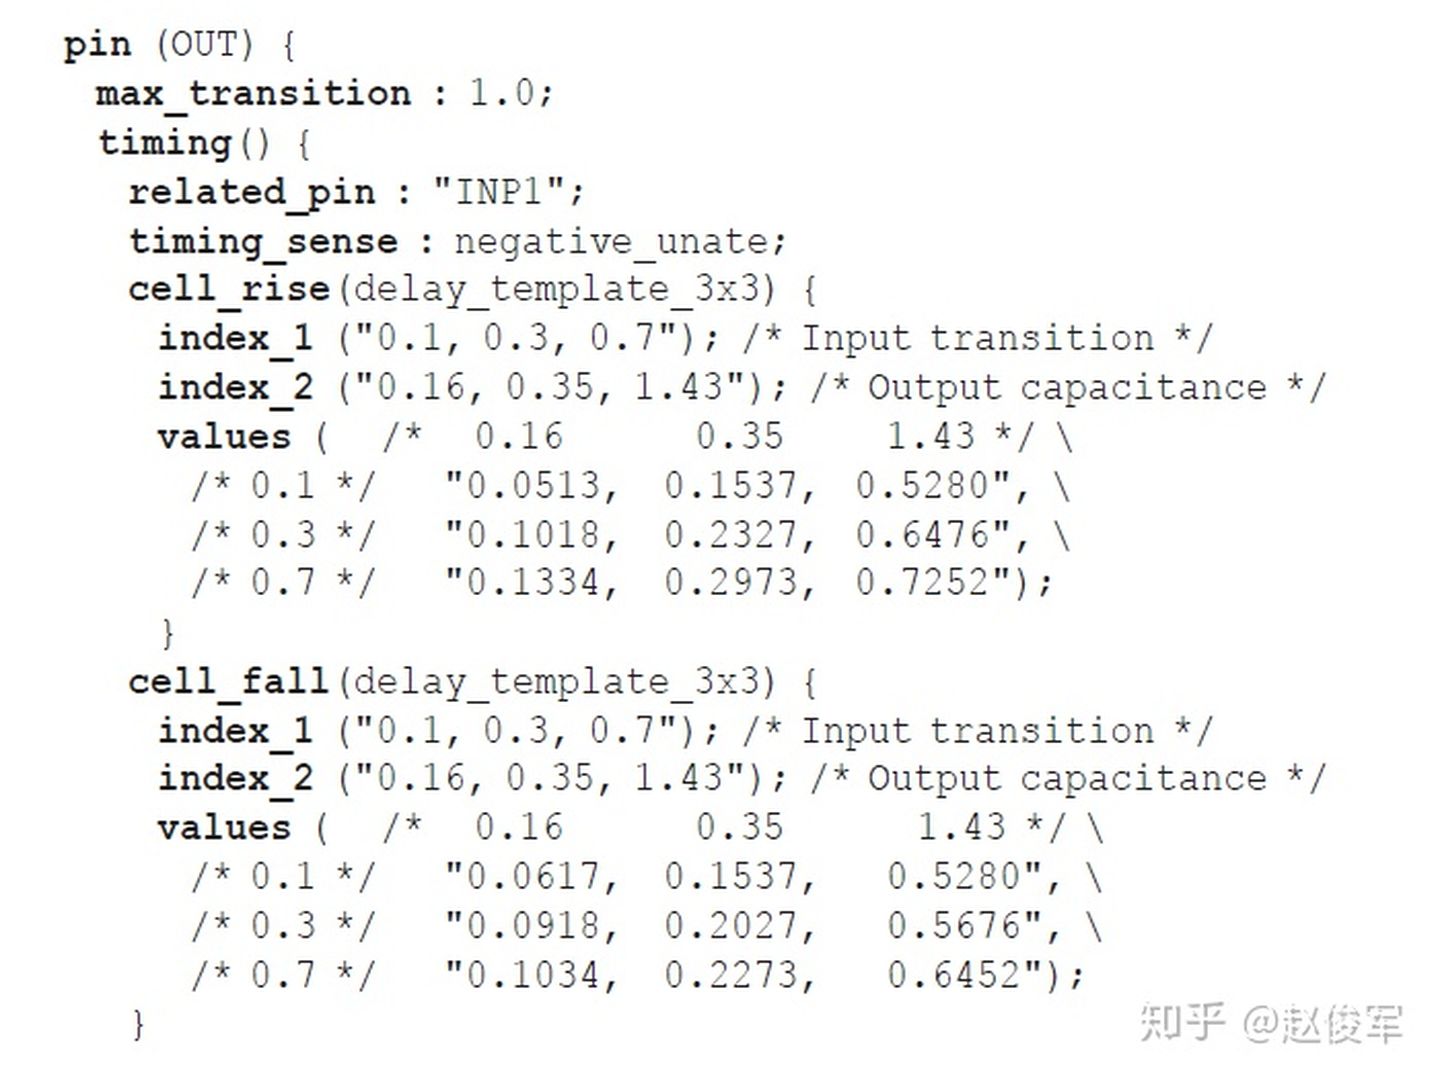 pin (OUT) {
max_transition : 1.0;
timing() {
related_pin : "INP1";
timing_sense : negative_unate;
cell_rise(delay_template_3x3) {
index_1 ("0.1, 0.3, 0.7"); /* Input transition */
index_2 ("0.16, 0.35, 1.43"); /* Output capacitance */
values ( /* 0.16 0.35 1.43 */ \
/* 0.1 */ "0.0513, 0.1537, 0.5280", \
/* 0.3 */ "0.1018, 0.2327, 0.6476", \
/* 0.7 */ "0.1334, 0.2973, 0.7252");
}
cell_fall(delay_template_3x3) {
index_1 ("0.1, 0.3, 0.7"); /* Input transition */
index_2 ("0.16, 0.35, 1.43"); /* Output capacitance */
values ( /* 0.16 0.35 1.43 */ \
/* 0.1 */ "0.0617, 0.1537, 0.5280", \
/* 0.3 */ "0.0918, 0.2027, 0.5676", \
/* 0.7 */ "0.1034, 0.2273, 0.6452");
}
知乎 @赵俊军